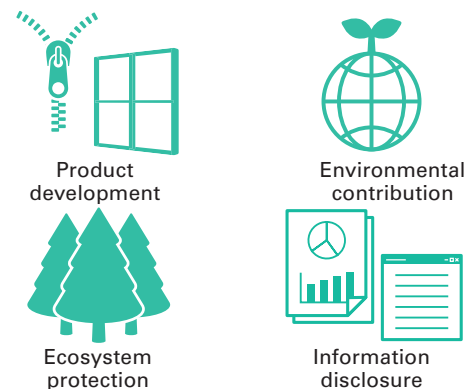 Product
development
Environmental
contribution
Ecosystem
protection
Information
disclosure